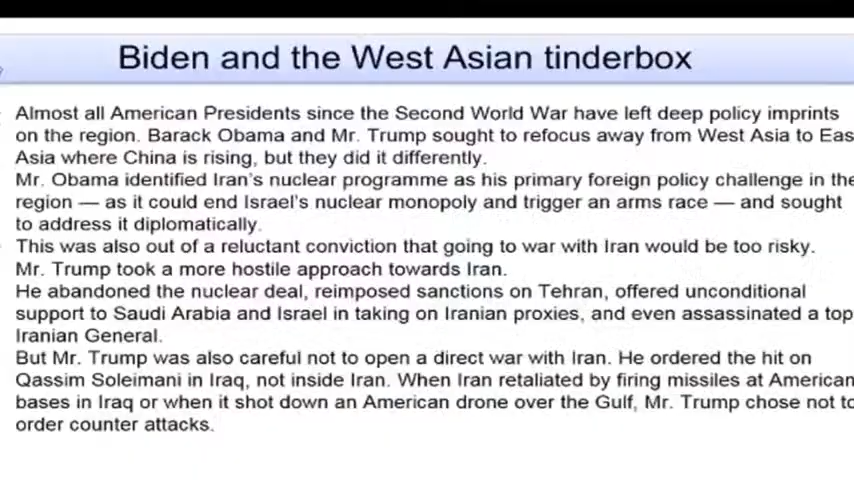 Biden and the West Asian tinderbox
Almost all American Presidents since the Second World War have left deep policy imprints
on the region. Barack Obama and Mr. Trump sought to refocus away from West Asia to Eas
Asia where China is rising, but they did it differently.
Mr. Obama identified Iran's nuclear programme as his primary foreign policy challenge in the
region — as it could end Israel's nuclear monopoly and trigger an arms race — and sought
to address it diplomatically.
This was also out of a reluctant conviction that going to war with Iran would be too risky.
Mr. Trump took a more hostile approach towards Iran.
He abandoned the nuclear deal, reimposed sanctions on Tehran, offered unconditional
support to Saudi Arabia and Israel in taking on Iranian proxies, and even assassinated a top
Iranian General.
But Mr. Trump was also careful not to open a direct war with Iran. He ordered the hit on
Qassim Soleimani in Iraq, not inside Iran. When Iran retaliated by firing missiles at American
bases in Iraq or when it shot down an American drone over the Gulf, Mr. Trump chose not to
order counter attacks.